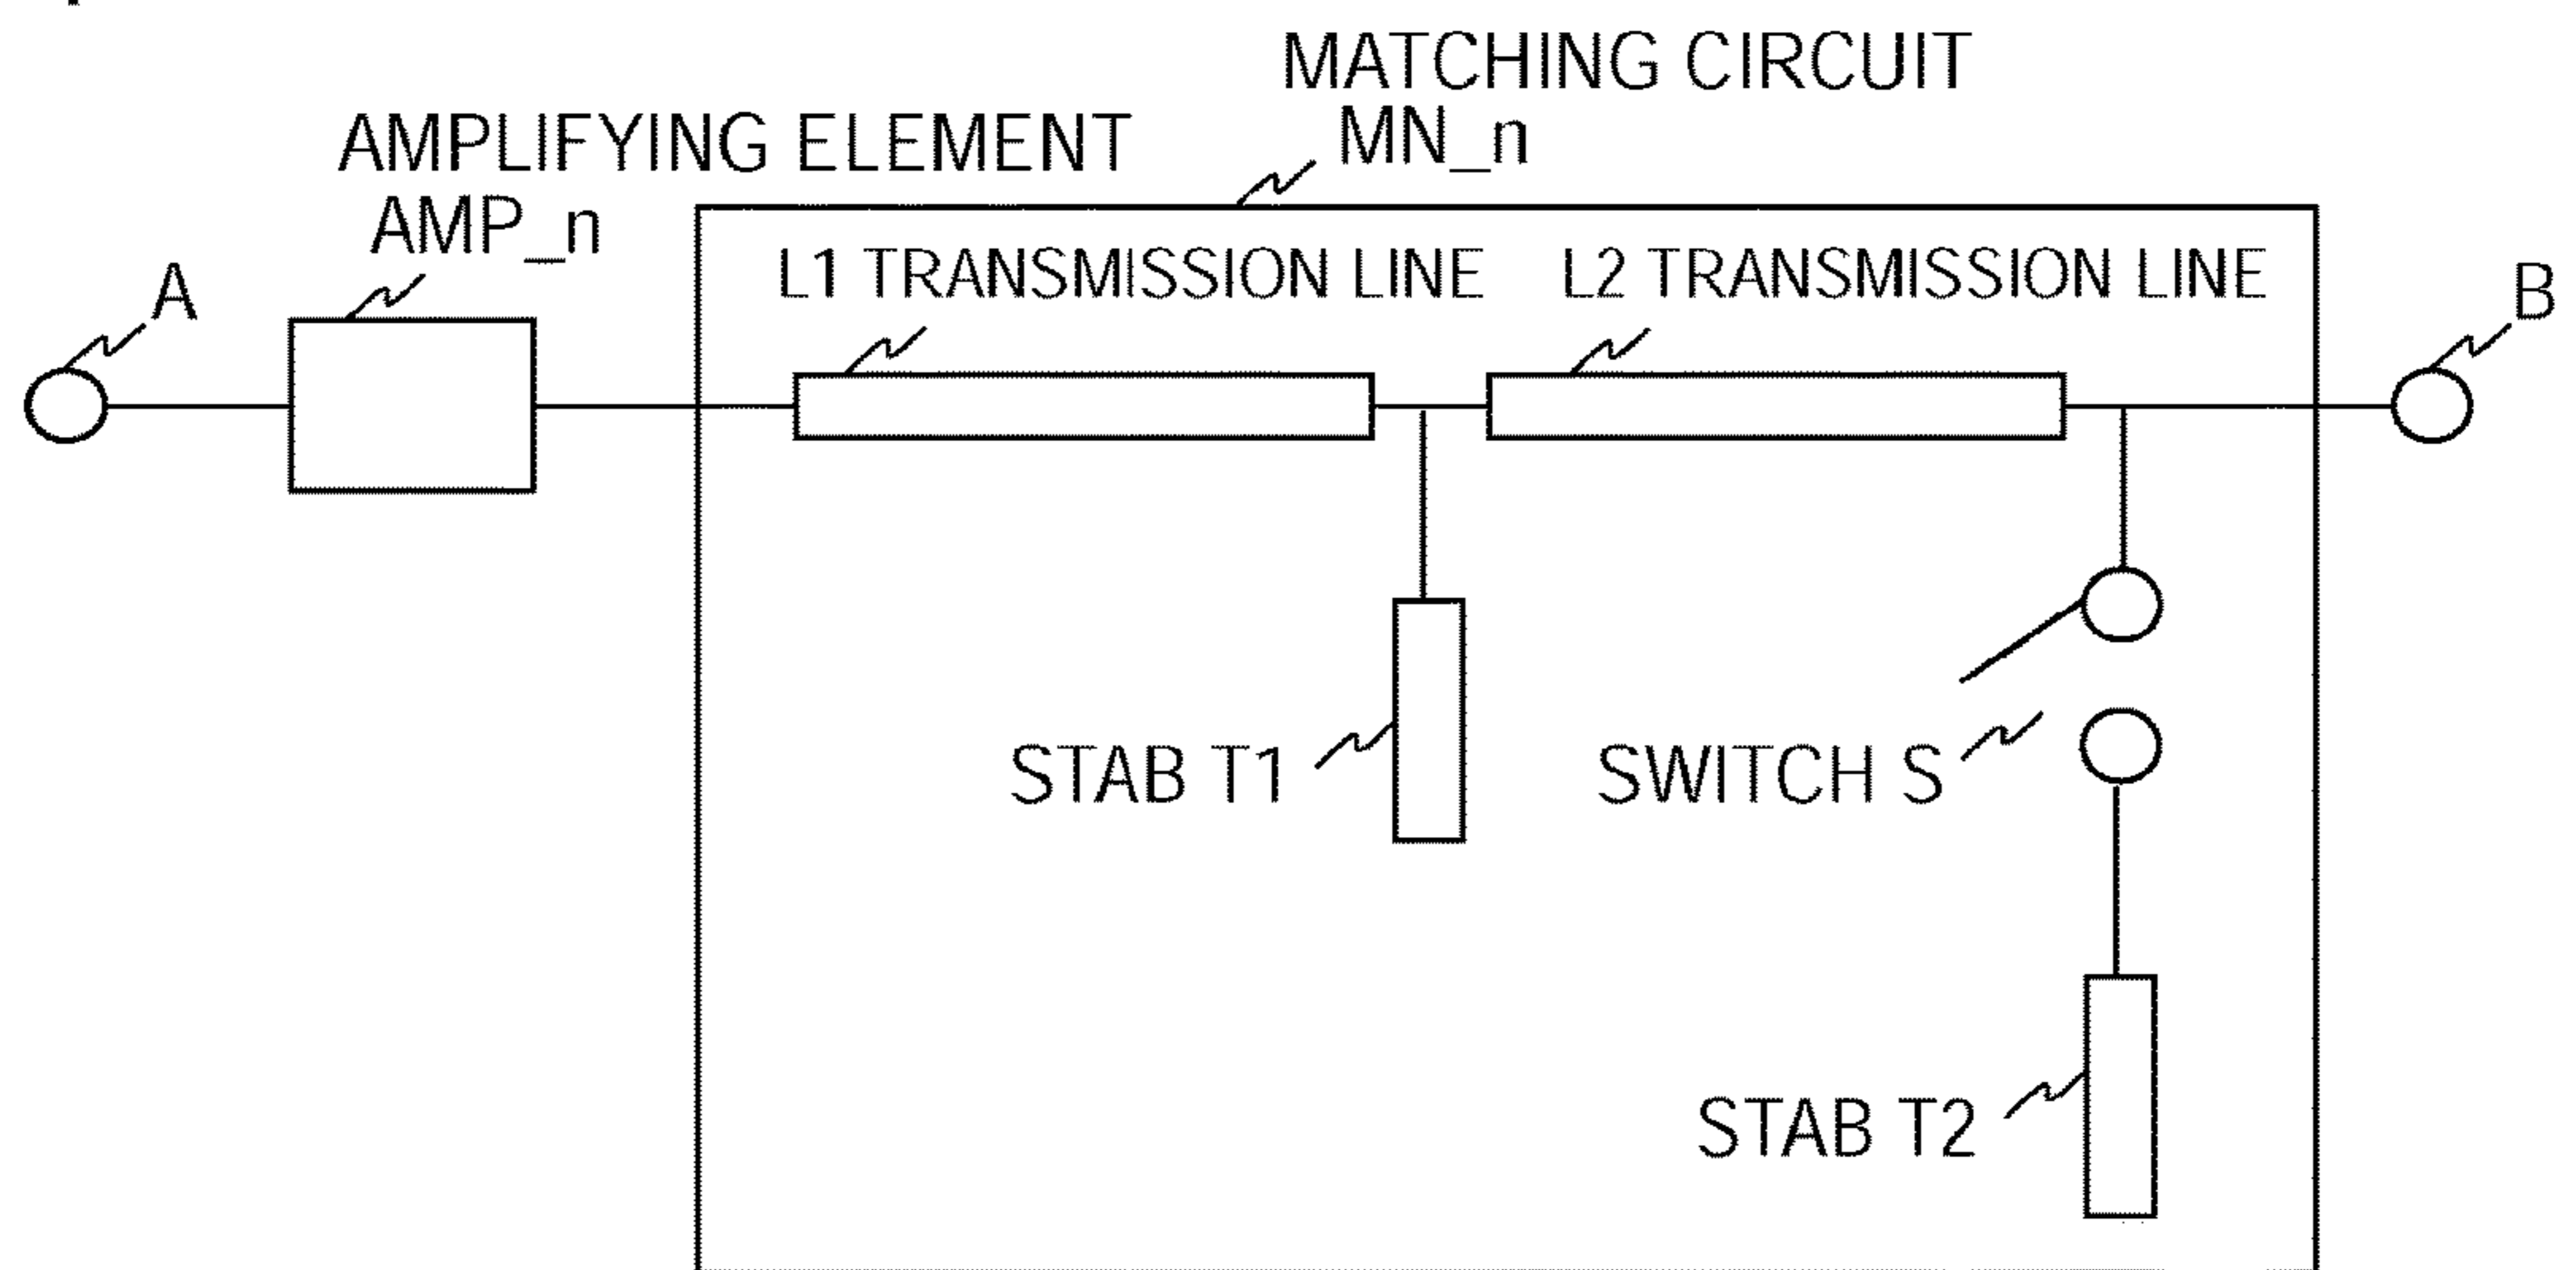 MATCHING CIRCUIT
MN_n
AMPLIFYING ELEMENT
AMP_n
L1 TRANSMISSION LINE
L2 TRANSMISSION LINE
A
B
STAB T1
SWITCH S
STAB T2